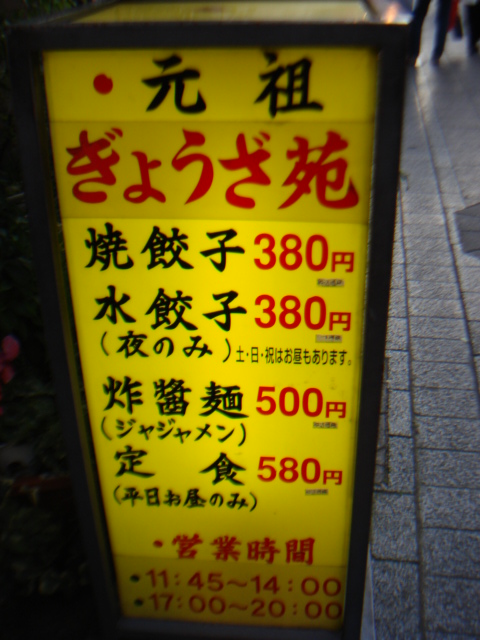 ・元祖
ぎょうざ苑
焼餃子380円
水餃子380円
(夜のみ)土・日・祝はお昼もあります。
炸醤麺500円
(ジャジャメン)
定食580円
(平日お昼のみ)
・営業時間
・11:45〜14:00
・17:00〜20:00